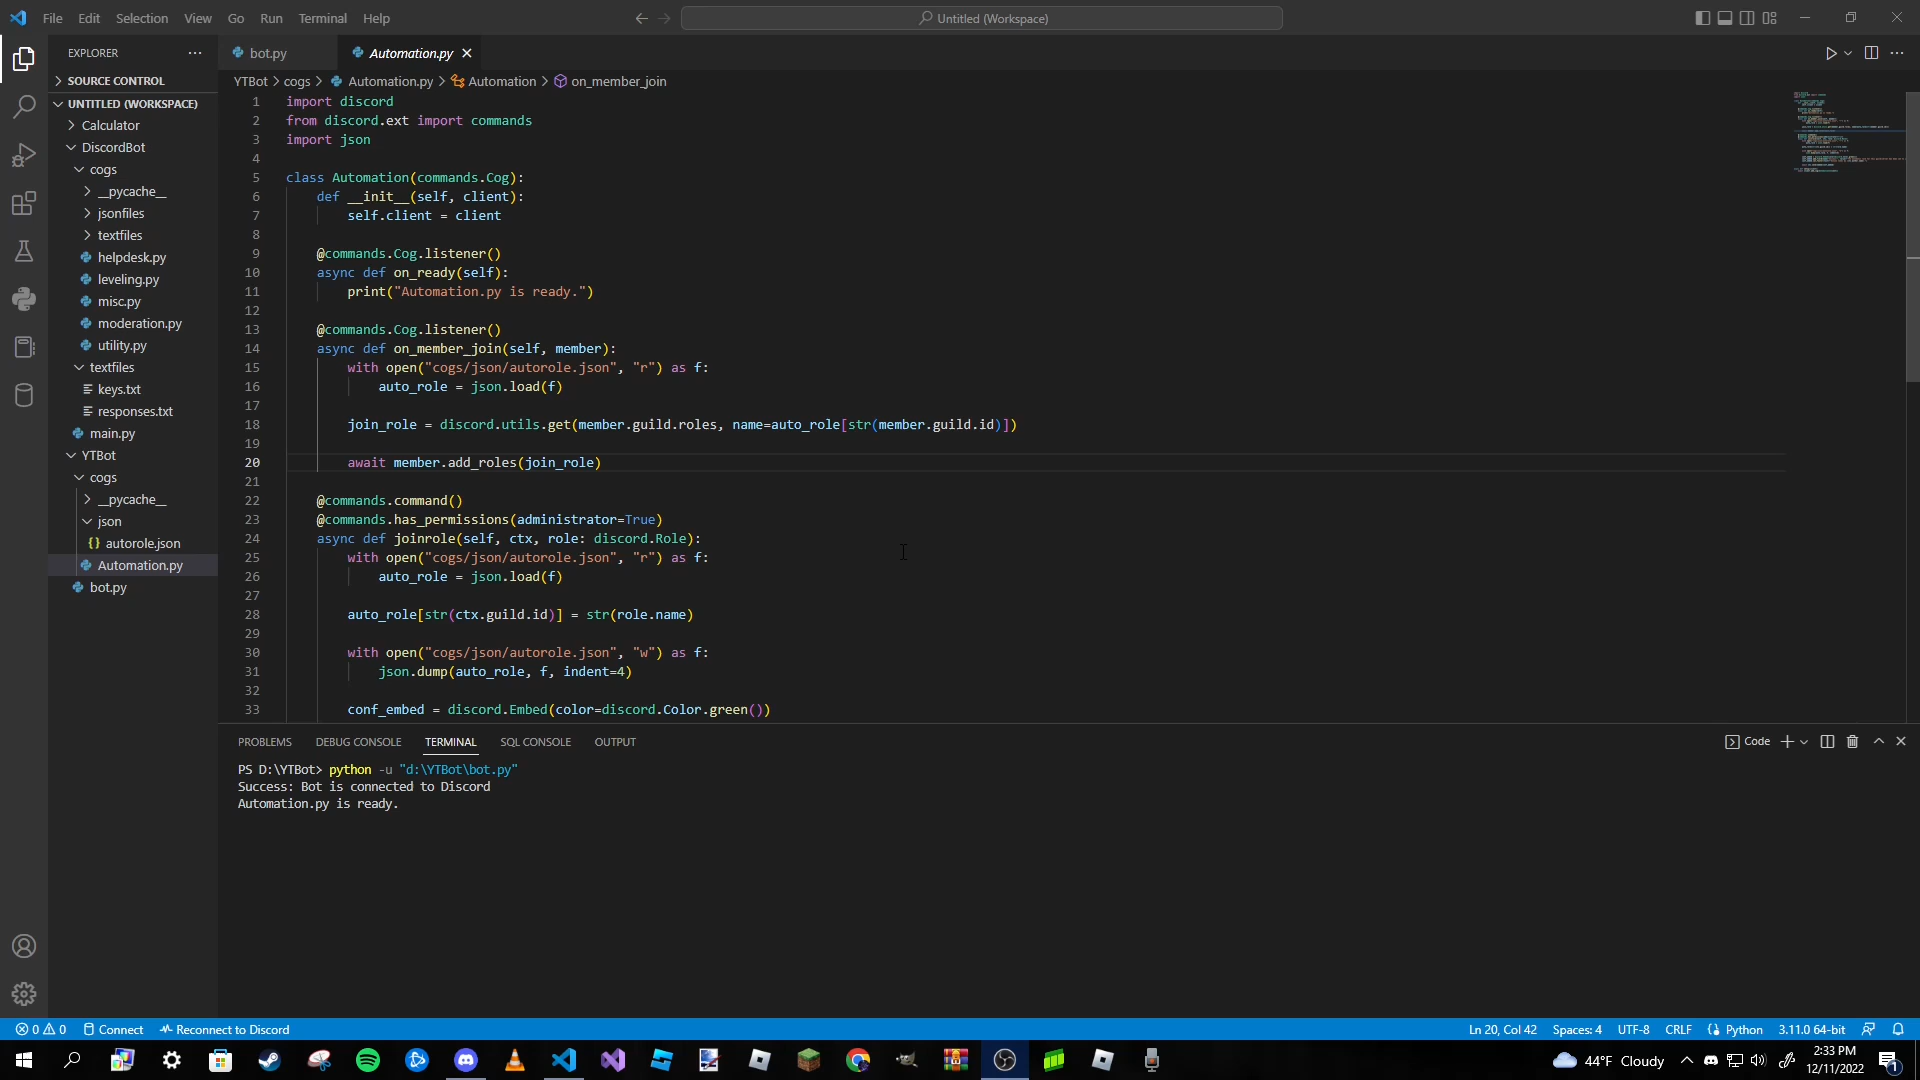 File Edit Selection View Go Run Terminal Help
Untitled (Workspace)
EXPLORER
SOURCE CONTROL
UNTITLED (WORKSPACE)
Calculator
DiscordBot
cogs
__pycache__
jsonfiles
textfiles
helpdesk.py
leveling.py
misc.py
moderation.py
utility.py
textfiles
keys.txt
responses.txt
main.py
YTBot
cogs
__pycache__
json
autorole.json
Automation.py
bot.py
bot.py Automation.py
YTBot > cogs > Automation.py > Automation > on_member_join
1 import discord
2 from discord.ext import commands
3 import json
4
5 class Automation(commands.Cog):
6 def __init__(self, client):
7 self.client = client
8
9 @commands.Cog.listener()
10 async def on_ready(self):
11 print("Automation.py is ready.")
12
13 @commands.Cog.listener()
14 async def on_member_join(self, member):
15 with open("cogs/json/autorole.json", "r") as f:
16 auto_role = json.load(f)
17
18 join_role = discord.utils.get(member.guild.roles, name=auto_role[str(member.guild.id)])
19
20 await member.add_roles(join_role)
21
22 @commands.command()
23 @commands.has_permissions(administrator=True)
24 async def joinrole(self, ctx, role: discord.Role):
25 with open("cogs/json/autorole.json", "r") as f:
26 auto_role = json.load(f)
27
28 auto_role[str(ctx.guild.id)] = str(role.name)
29
30 with open("cogs/json/autorole.json", "w") as f:
31 json.dump(auto_role, f, indent=4)
32
33 conf_embed = discord.Embed(color=discord.Color.green())
PROBLEMS DEBUG CONSOLE TERMINAL SQL CONSOLE OUTPUT
Code
PS D:\YTBot> python -u "d:\YTBot\bot.py"
Success: Bot is connected to Discord
Automation.py is ready.
0 0 Connect Reconnect to Discord
Ln 20, Col 42 Spaces: 4 UTF-8 CRLF Python 3.11.0 64-bit
44°F Cloudy
2:33 PM
12/11/2022
1